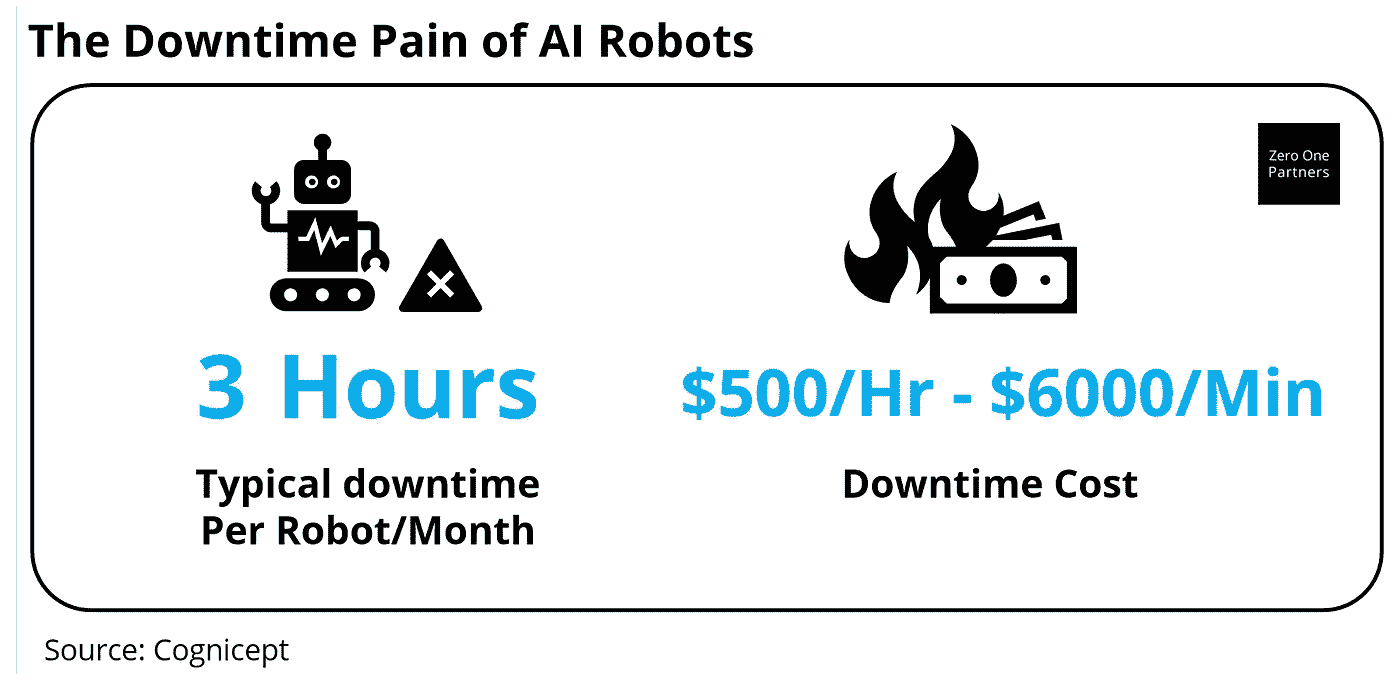 The Downtime Pain of AI Robots
Zero One
Partners
3 Hours
Typical downtime
Per Robot/Month
$500/Hr - $6000/Min
Downtime Cost
Source: Cognicept